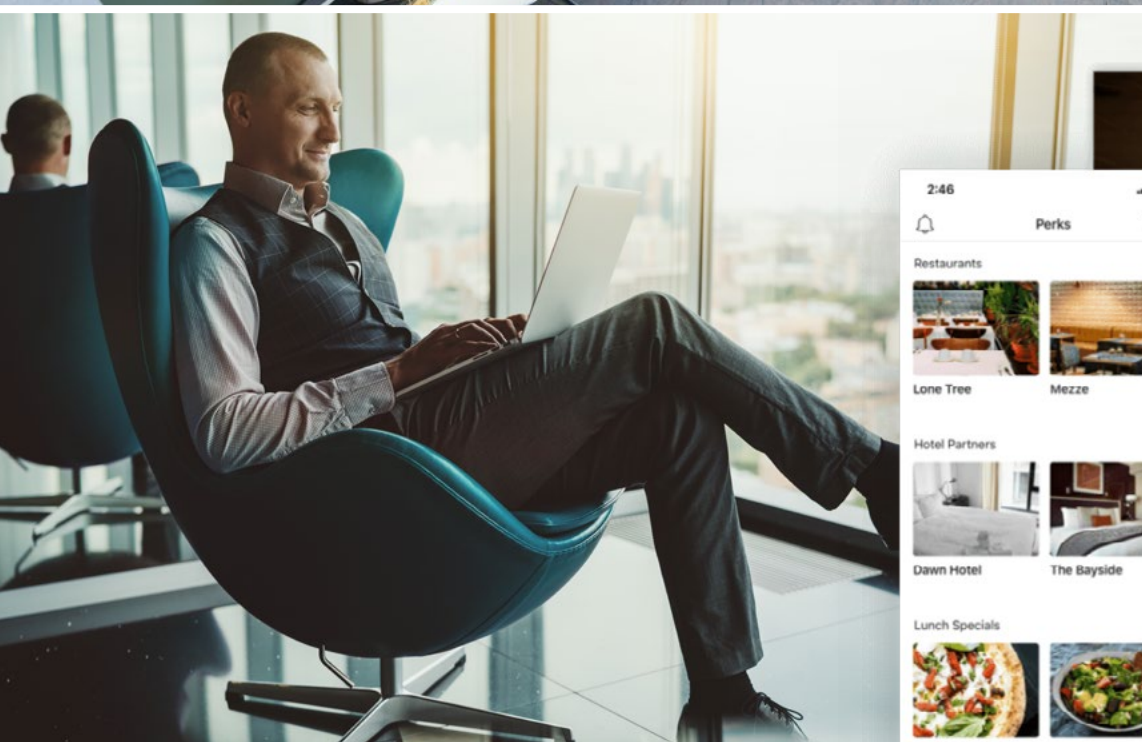 2:46
Perks
Restaurants
Lone Tree
Mezze
Hotel Partners
Dawn Hotel
The Bayside
Lunch Specials